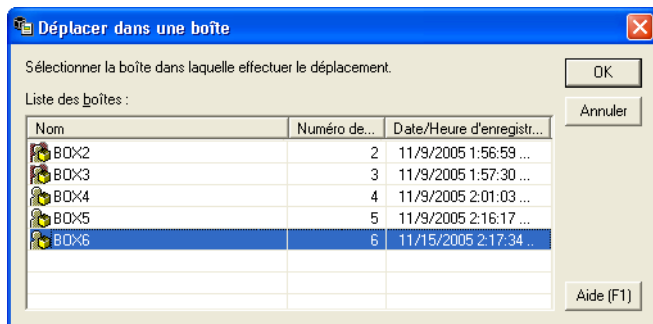 Déplacer dans une boîte
Sélectionner la boîte dans laquelle effectuer le déplacement.
OK
Liste des boîtes :
Annuler
Nom Numéro de... Date/Heure d'enregistr...
BOX2 2 11/9/2005 1:56:59 ...
BOX3 3 11/9/2005 1:57:30 ...
BOX4 4 11/9/2005 2:01:03 ...
BOX5 5 11/9/2005 2:16:17 ...
BOX6 6 11/15/2005 2:17:34 ..
Aide (F1)